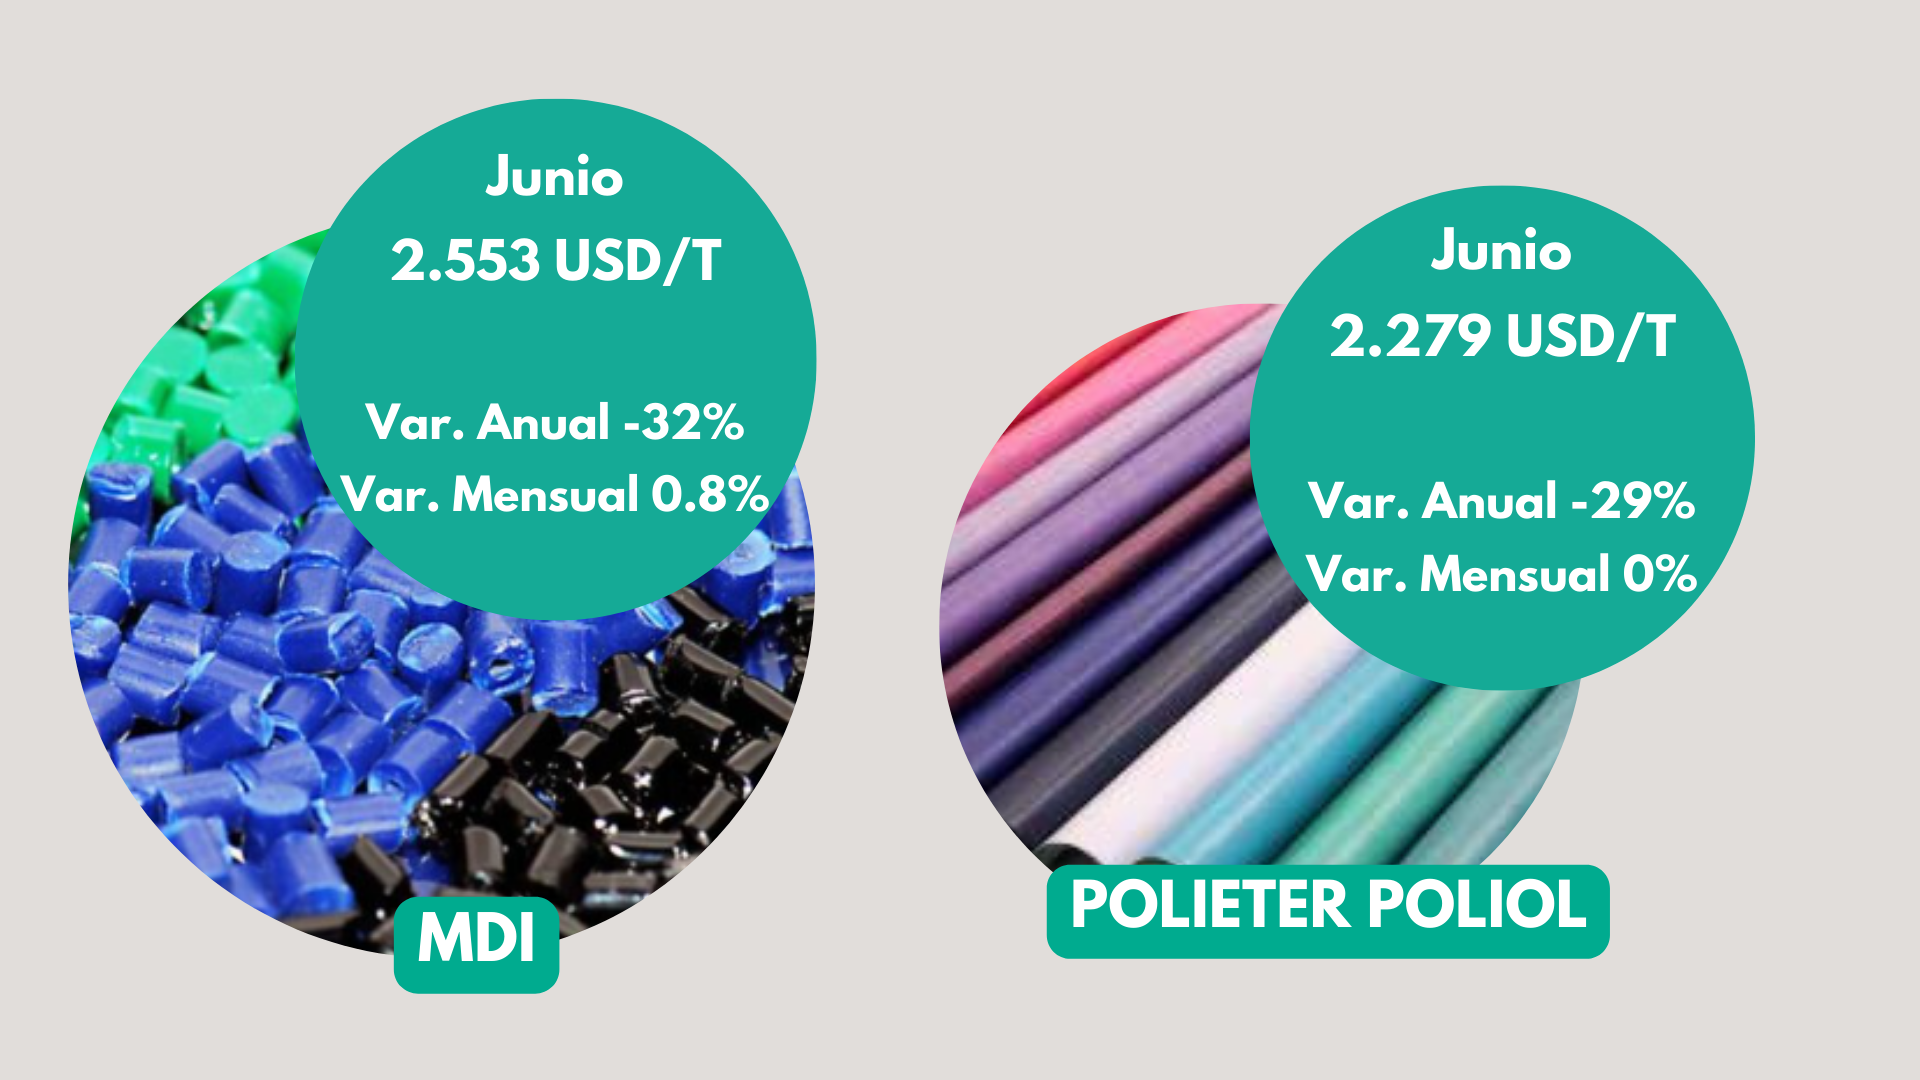 Junio
2.553 USD/T
Var. Anual -32%
Var. Mensual 0.8%
MDI
Junio
2.279 USD/T
Var. Anual -29%
Var. Mensual 0%
POLIETER POLIOL